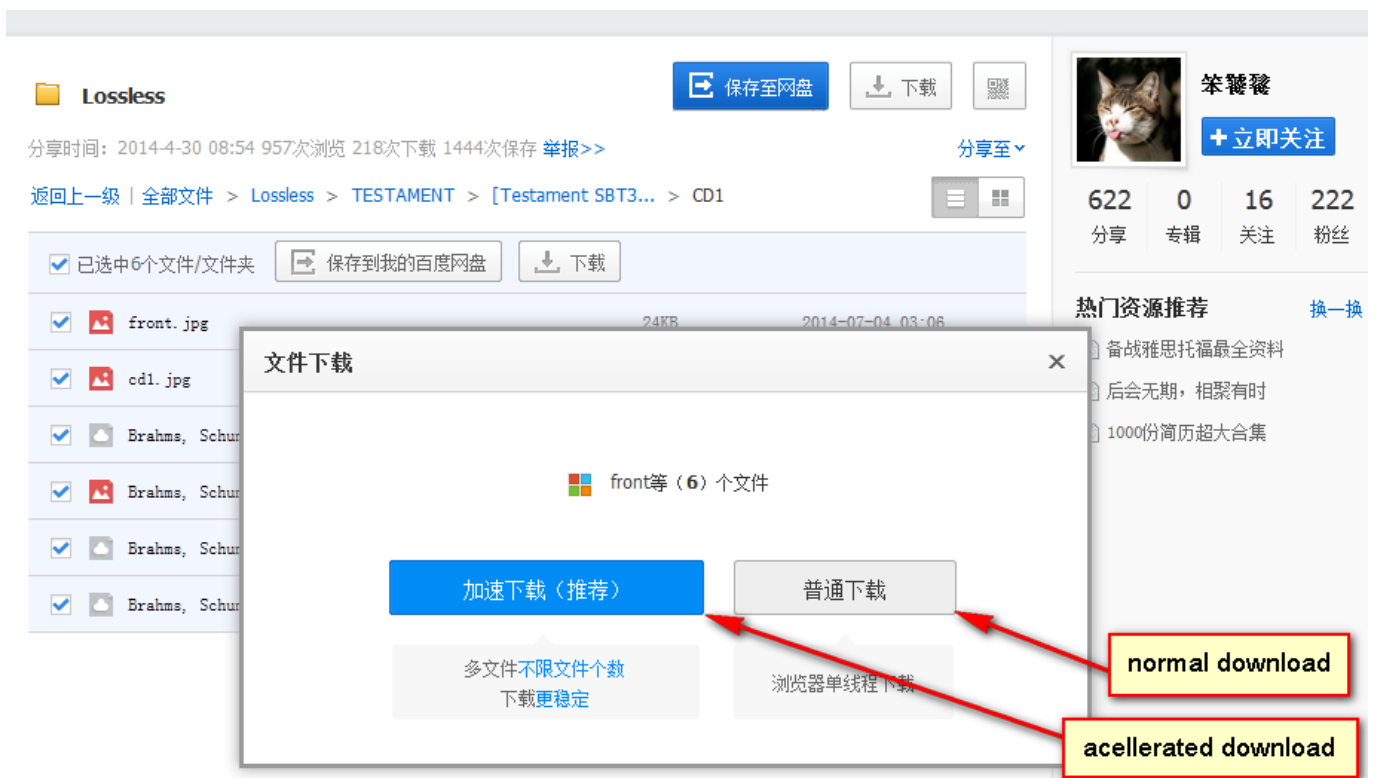 Lossless
保存至网盘
下载
分享时间：2014-4-30 08:54 957次浏览 218次下载 1444次保存 举报>>
分享至
返回上一级 | 全部文件 > Lossless > TESTAMENT > [Testament SBT3... > CD1
已选中6个文件/文件夹
保存到我的百度网盘
下载
front.jpg 24KB 2014-07-04 03:06
cd1.jpg
Brahms, Schu
Brahms, Schu
Brahms, Schu
Brahms, Schu
文件下载
×
front等（6）个文件
加速下载（推荐）
普通下载
多文件不限文件个数
下载更稳定
浏览器单线程下载
normal download
acellerated download
笨饕餮
+立即关注
622 0 16 222
分享 专辑 关注 粉丝
热门资源推荐 换一换
备战雅思托福最全资料
后会无期，相聚有时
1000份简历超大合集